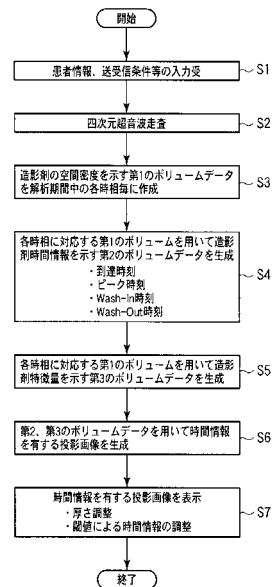 開始
患者情報、送受信条件等の入力受
S1
四次元超音波走査
S2
造影剤の空間密度を示す第1のボリュームデータ
を解析期間中の各時相毎に作成
S3
各時相に対応する第1のボリュームを用いて造影
剤時間情報を示す第2のボリュームデータを生成
・到達時刻
・ピーク時刻
・Wash-In時刻
・Wash-Out時刻
S4
各時相に対応する第1のボリュームを用いて造影剤
特徴量を示す第3のボリュームデータを生成
S5
第2、第3のボリュームデータを用いて時間情報
を有する投影画像を生成
S6
時間情報を有する投影画像を表示
・厚さ調整
・閾値による時間情報の調整
S7
終了